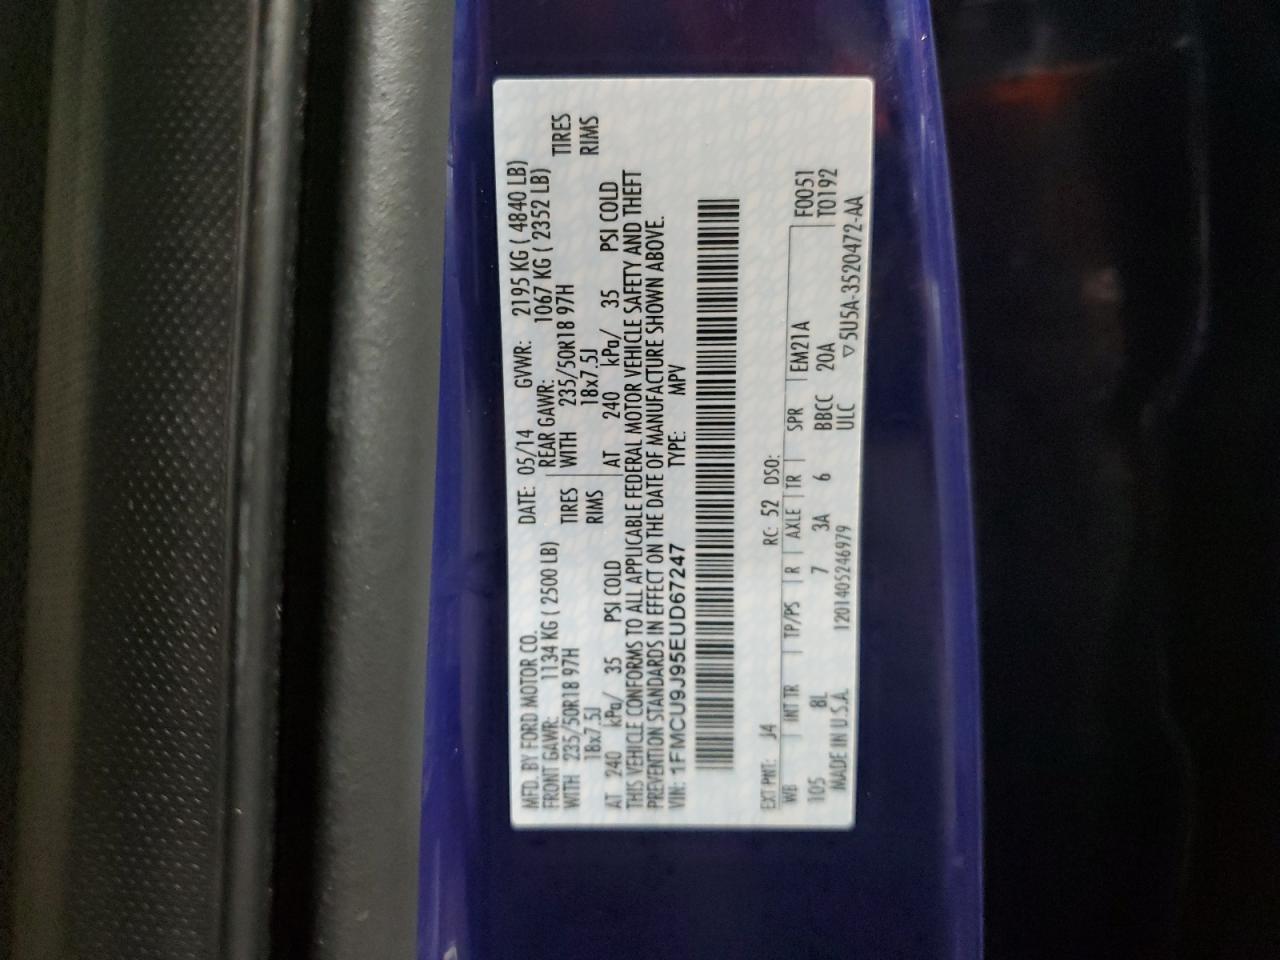 MFD. BY FORD MOTOR CO. DATE: 05/14 GVWR: 2195 KG ( 4840 LB)
FRONT GAWR: 1134 KG ( 2500 LB) REAR GAWR: 1067 KG ( 2352 LB)
WITH 235/50R18 97H TIRES WITH 235/50R18 97H TIRES
18x7.5J RIMS 18x7.5J RIMS
AT 240 kPa/ 35 PSI COLD AT 240 kPa/ 35 PSI COLD
THIS VEHICLE CONFORMS TO ALL APPLICABLE FEDERAL MOTOR VEHICLE SAFETY AND THEFT
PREVENTION STANDARDS IN EFFECT ON THE DATE OF MANUFACTURE SHOWN ABOVE.
VIN: 1FMCU9J95EUD67247 TYPE: MPV
EXT PNT: J4 RC: 52 DSO:
WB INT TR TP/PS R AXLE TR SPR EM21A F0051
105 8L 7 3A 6 BBCC 20A T0192
MADE IN U.S.A. 1201405246979 ULC ▽5U5A-3520472-AA